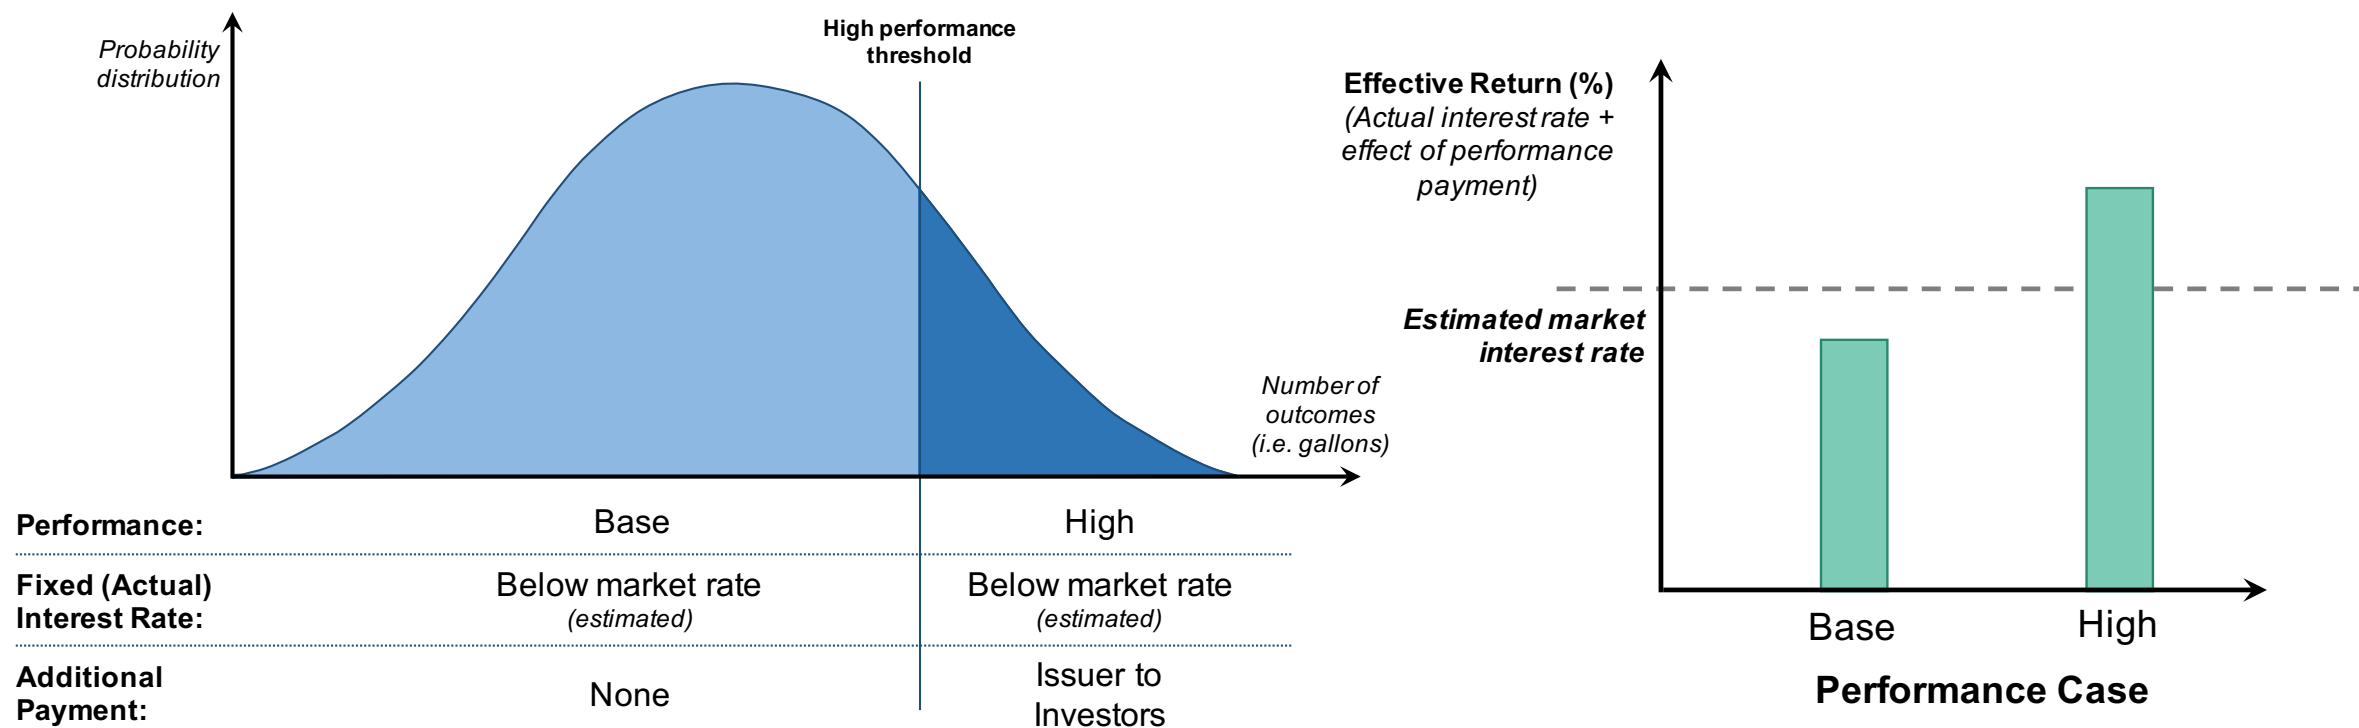 Probability
distribution
High performance
threshold
Number of
outcomes
(i.e. gallons)
Performance:
Base
High
Fixed (Actual)
Interest Rate:
Below market rate
(estimated)
Below market rate
(estimated)
Additional
Payment:
None
Issuer to
Investors
Effective Return (%)
(Actual interest rate +
effect of performance
payment)
Estimated market
interest rate
Base
High
Performance Case